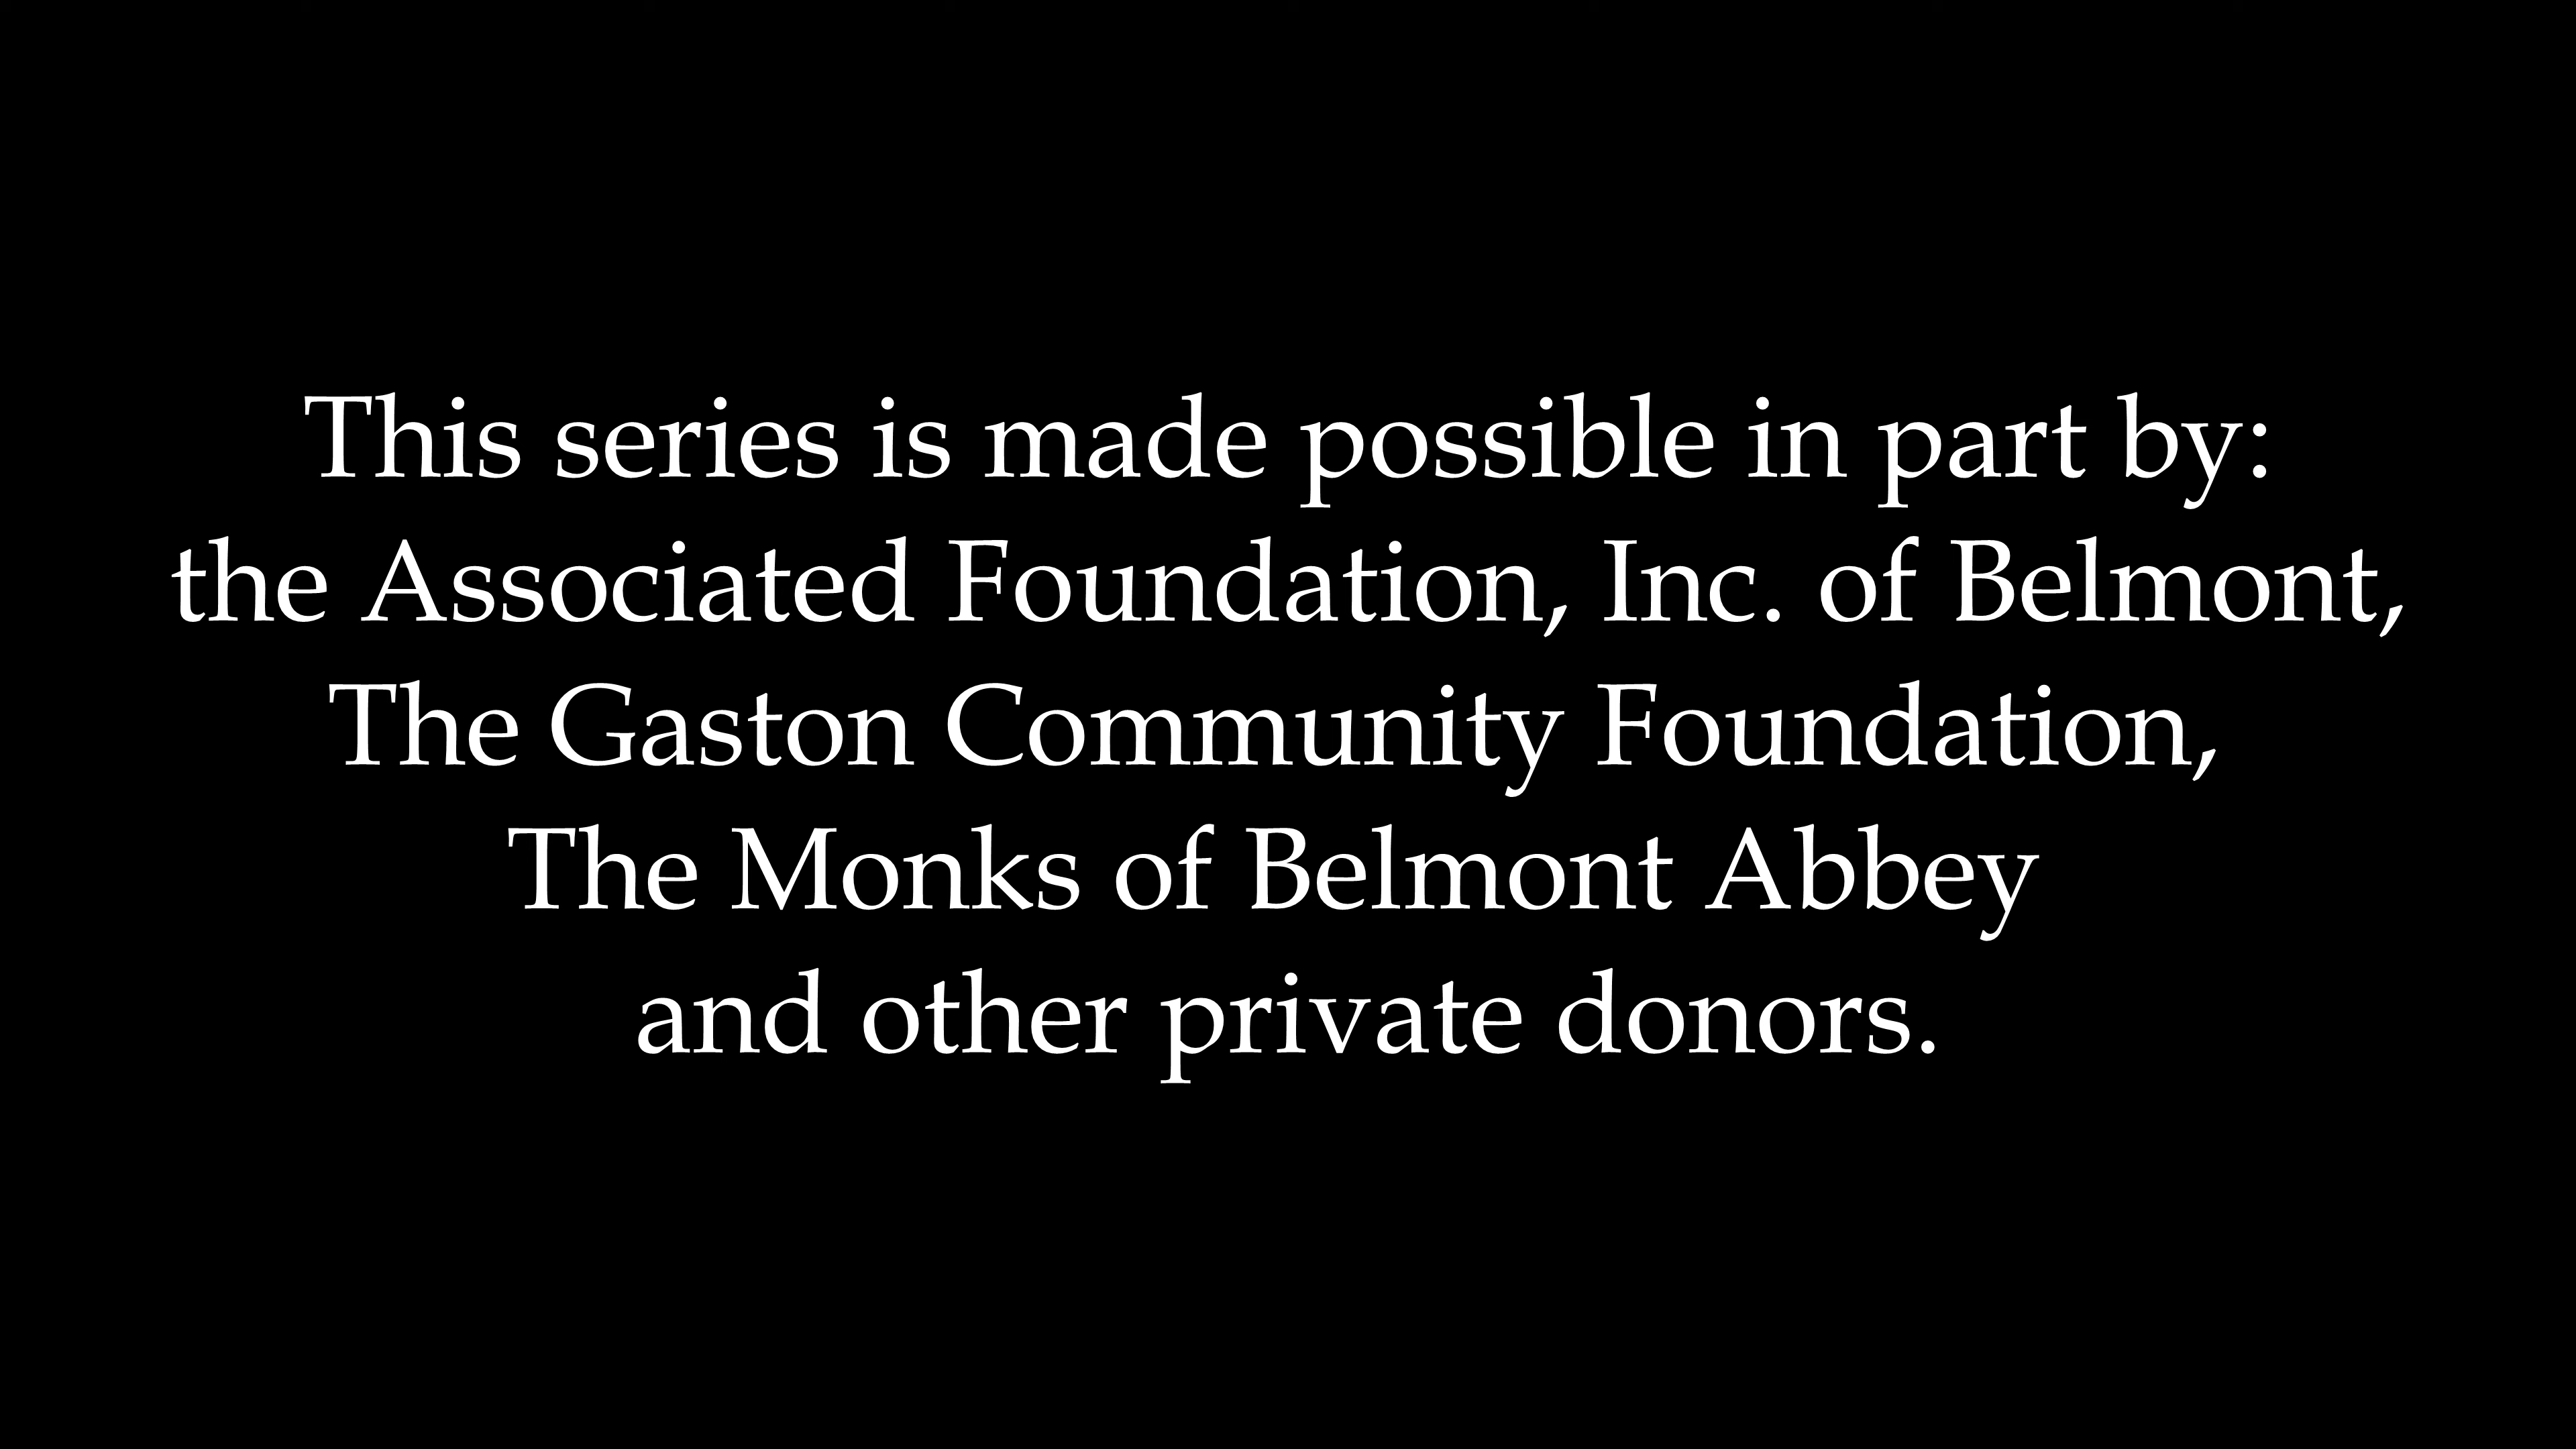 This series is made possible in part by:
the Associated Foundation, Inc. of Belmont,
The Gaston Community Foundation,
The Monks of Belmont Abbey
and other private donors.